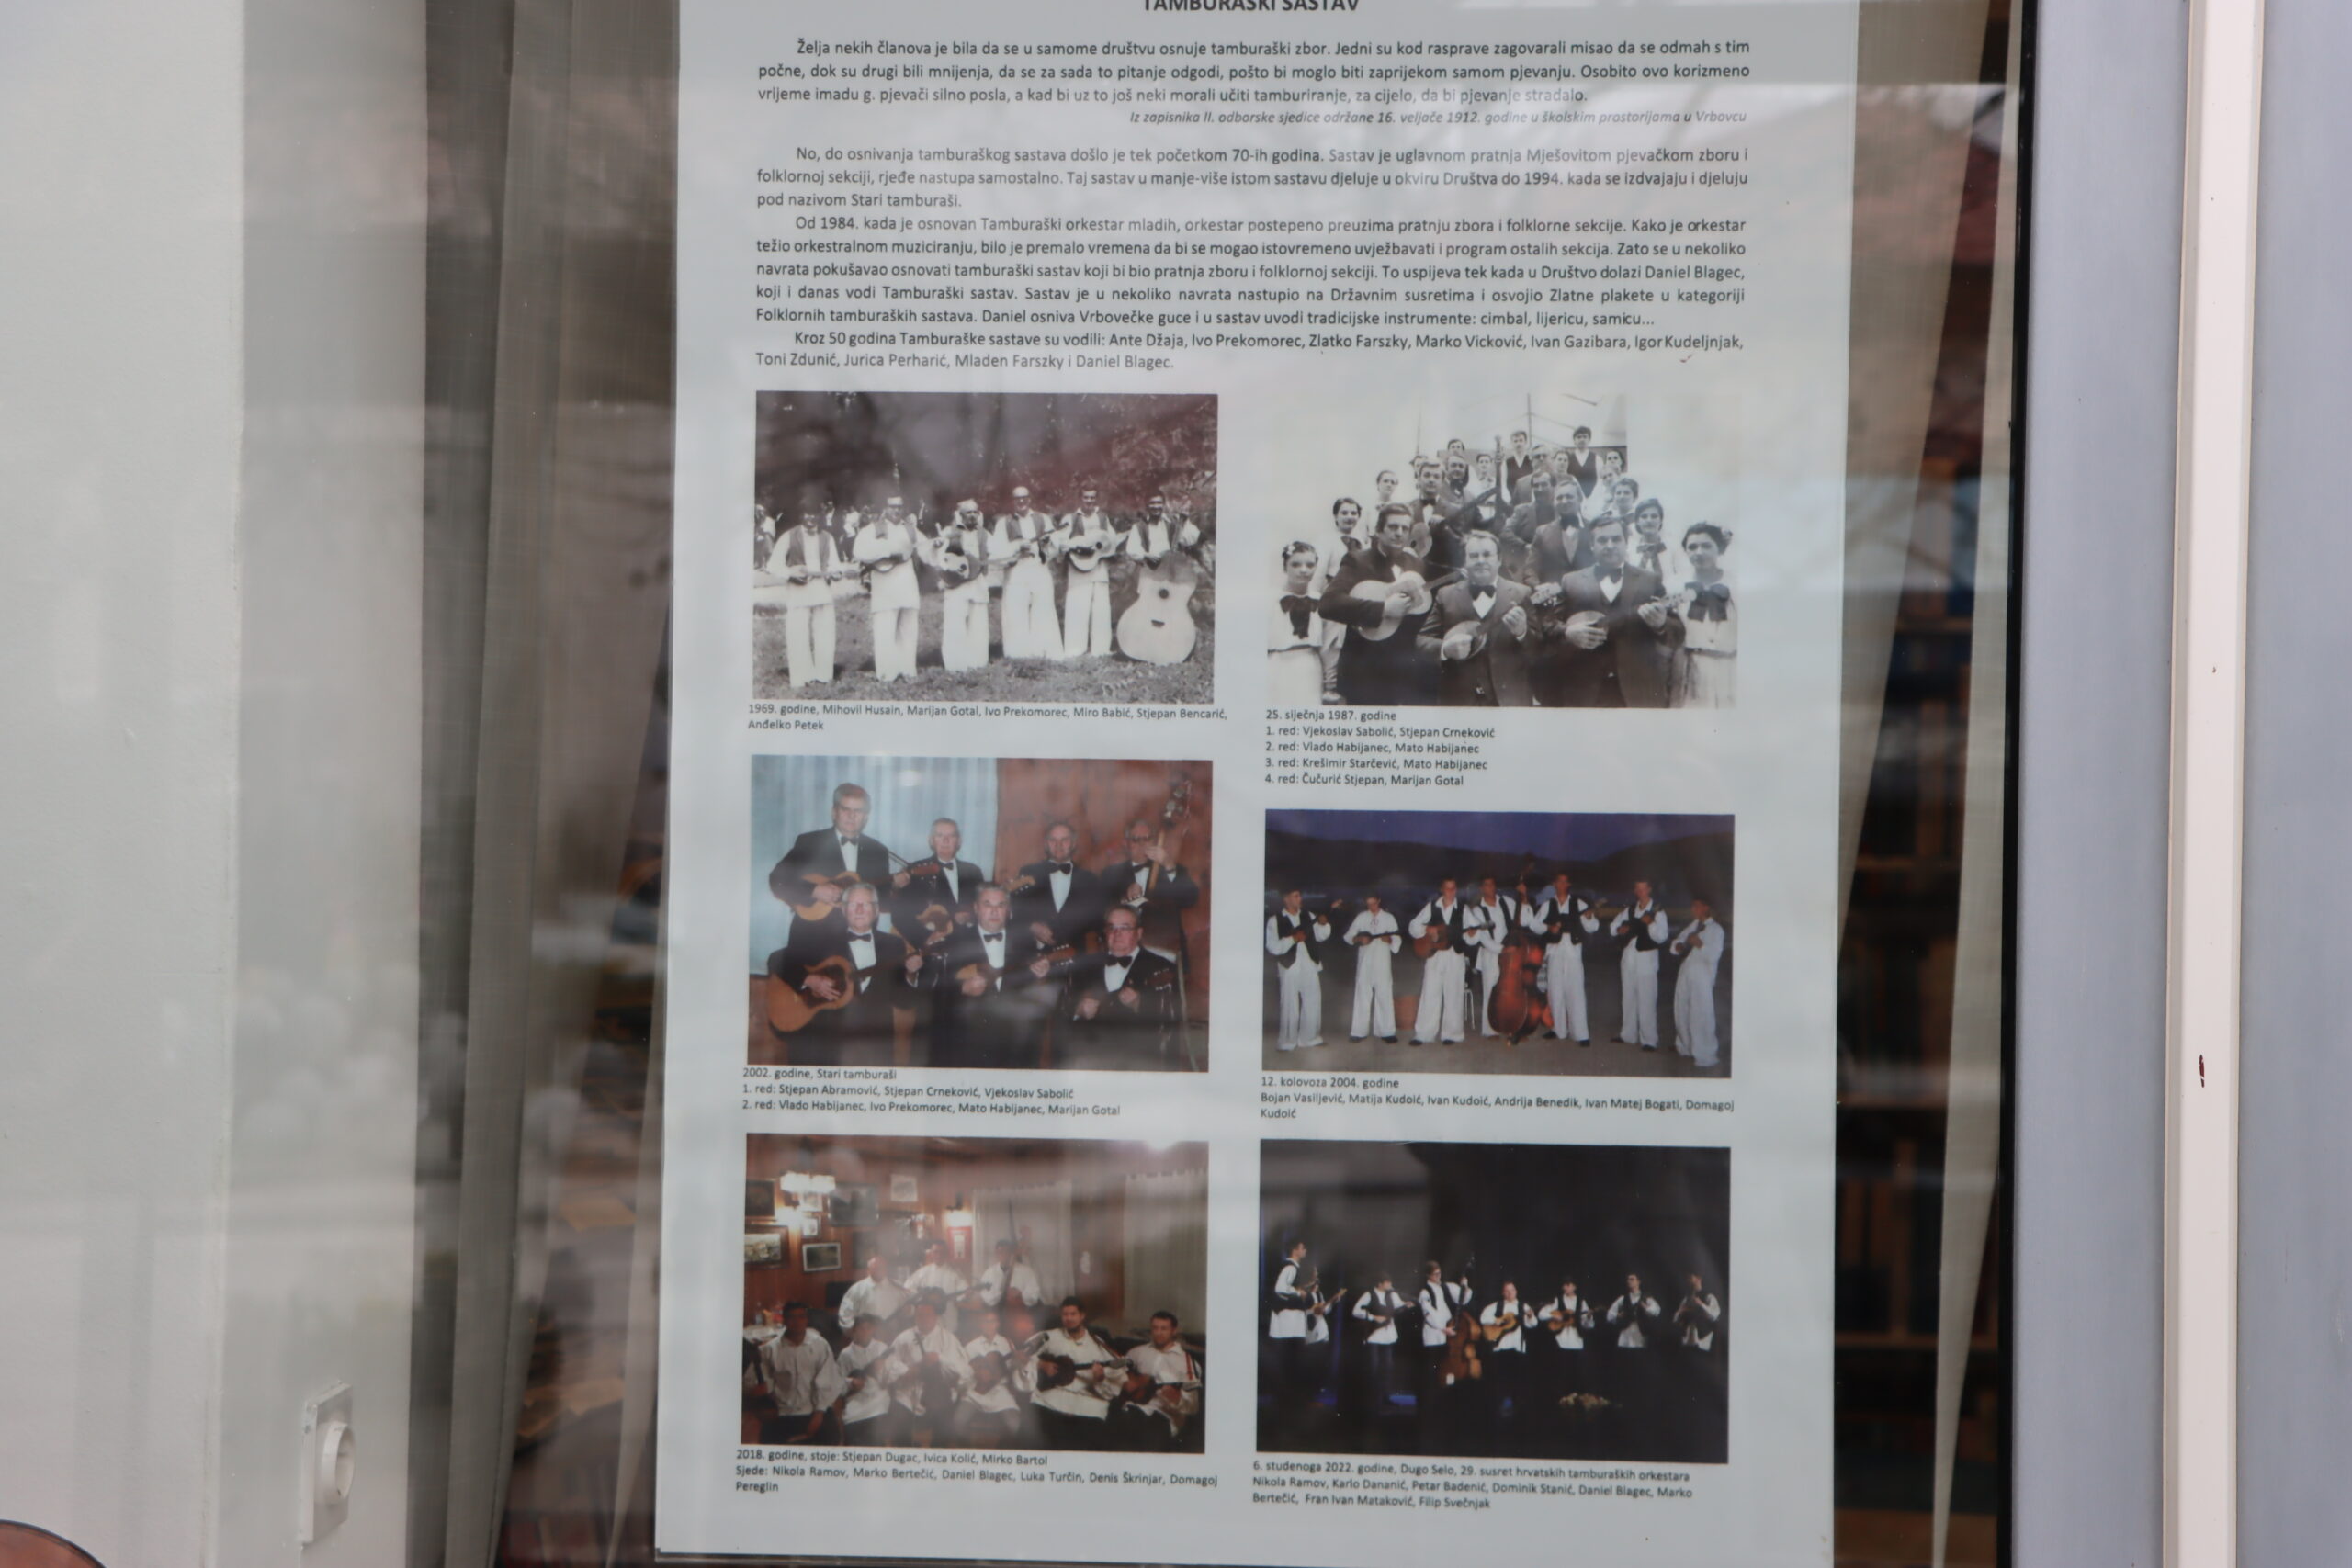 TAMBURAŠKI SASTAV
Želja nekih članova je bila da se u samome društvu osnuje tamburaški zbor. Jedni su kod rasprave zagovarali misao da se odmah s tim
počne, dok su drugi bili mnijenja, da se za sada to pitanje odgodi, pošto bi moglo biti zaprijekom samom pjevanju. Osobito ovo korizmeno
vrijeme imadu g. pjevači silno posla, a kad bi uz to još neki morali učiti tamburiranje, za cijelo, da bi pjevanje stradalo.
Iz zapisnika II. odborske sjedice održane 16. veljače 1912. godine u školskim prostorijama u Vrbovcu
No, do osnivanja tamburaškog sastava došlo je tek početkom 70-ih godina. Sastav je uglavnom pratnja Mješovitom pjevačkom zboru i
folklornoj sekciji, rjeđe nastupa samostalno. Taj sastav u manje-više istom sastavu djeluje u okviru Društva do 1994. kada se izdvajaju i djeluju
pod nazivom Stari tamburaši.
Od 1984. kada je osnovan Tamburaški orkestar mladih, orkestar postepeno preuzima pratnju zbora i folklorne sekcije. Kako je orkestar
težio orkestralnom muziciranju, bilo je premalo vremena da bi se mogao istovremeno uvježbavati i program ostalih sekcija. Zato se u nekoliko
navrata pokušavao osnovati tamburaški sastav koji bi bio pratnja zboru i folklornoj sekciji. To uspijeva tek kada u Društvo dolazi Daniel Blagec,
koji i danas vodi Tamburaški sastav. Sastav je u nekoliko navrata nastupio na Državnim susretima i osvojio Zlatne plakete u kategoriji
Folklornih tamburaških sastava. Daniel osniva Vrbovečke guce i u sastav uvodi tradicijske instrumente: cimbal, lijericu, samicu...
Kroz 50 godina Tamburaške sastave su vodili: Ante Džaja, Ivo Prekomorec, Zlatko Farszky, Marko Vicković, Ivan Gazibara, Igor Kudeljnjak,
Toni Zdunić, Jurica Perharić, Mladen Farszky i Daniel Blagec.
1969. godine, Mihovil Husain, Marijan Gotal, Ivo Prekomorec, Miro Babić, Stjepan Bencarić,
Anđelko Petek
25. siječnja 1987. godine
1. red: Vjekoslav Sabolić, Stjepan Crneković
2. red: Vlado Habijanec, Mato Habijanec
3. red: Krešimir Starčević, Mato Habijanec
4. red: Čučurić Stjepan, Marijan Gotal
2002. godine, Stari tamburaši
1. red: Stjepan Abramović, Stjepan Crneković, Vjekoslav Sabolić
2. red: Vlado Habijanec, Ivo Prekomorec, Mato Habijanec, Marijan Gotal
12. kolovoza 2004. godine
Bojan Vasiljević, Matija Kudoić, Ivan Kudoić, Andrija Benedik, Ivan Matej Bogati, Domagoj
Kudoić
2018. godine, stoje: Stjepan Dugac, Ivica Kolić, Mirko Bartol
Sjede: Nikola Ramov, Marko Bertečić, Daniel Blagec, Luka Turčin, Denis Škrinjar, Domagoj
Pereglin
6. studenoga 2022. godine, Dugo Selo, 29. susret hrvatskih tamburaških orkestara
Nikola Ramov, Karlo Dananić, Petar Badenić, Dominik Stanić, Daniel Blagec, Marko
Bertečić, Fran Ivan Mataković, Filip Svečnjak